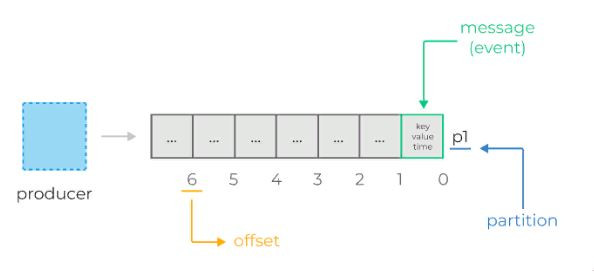 message
(event)
... ... ... ... ... ...
key
value
time
p1
producer
6 5 4 3 2 1 0
partition
offset